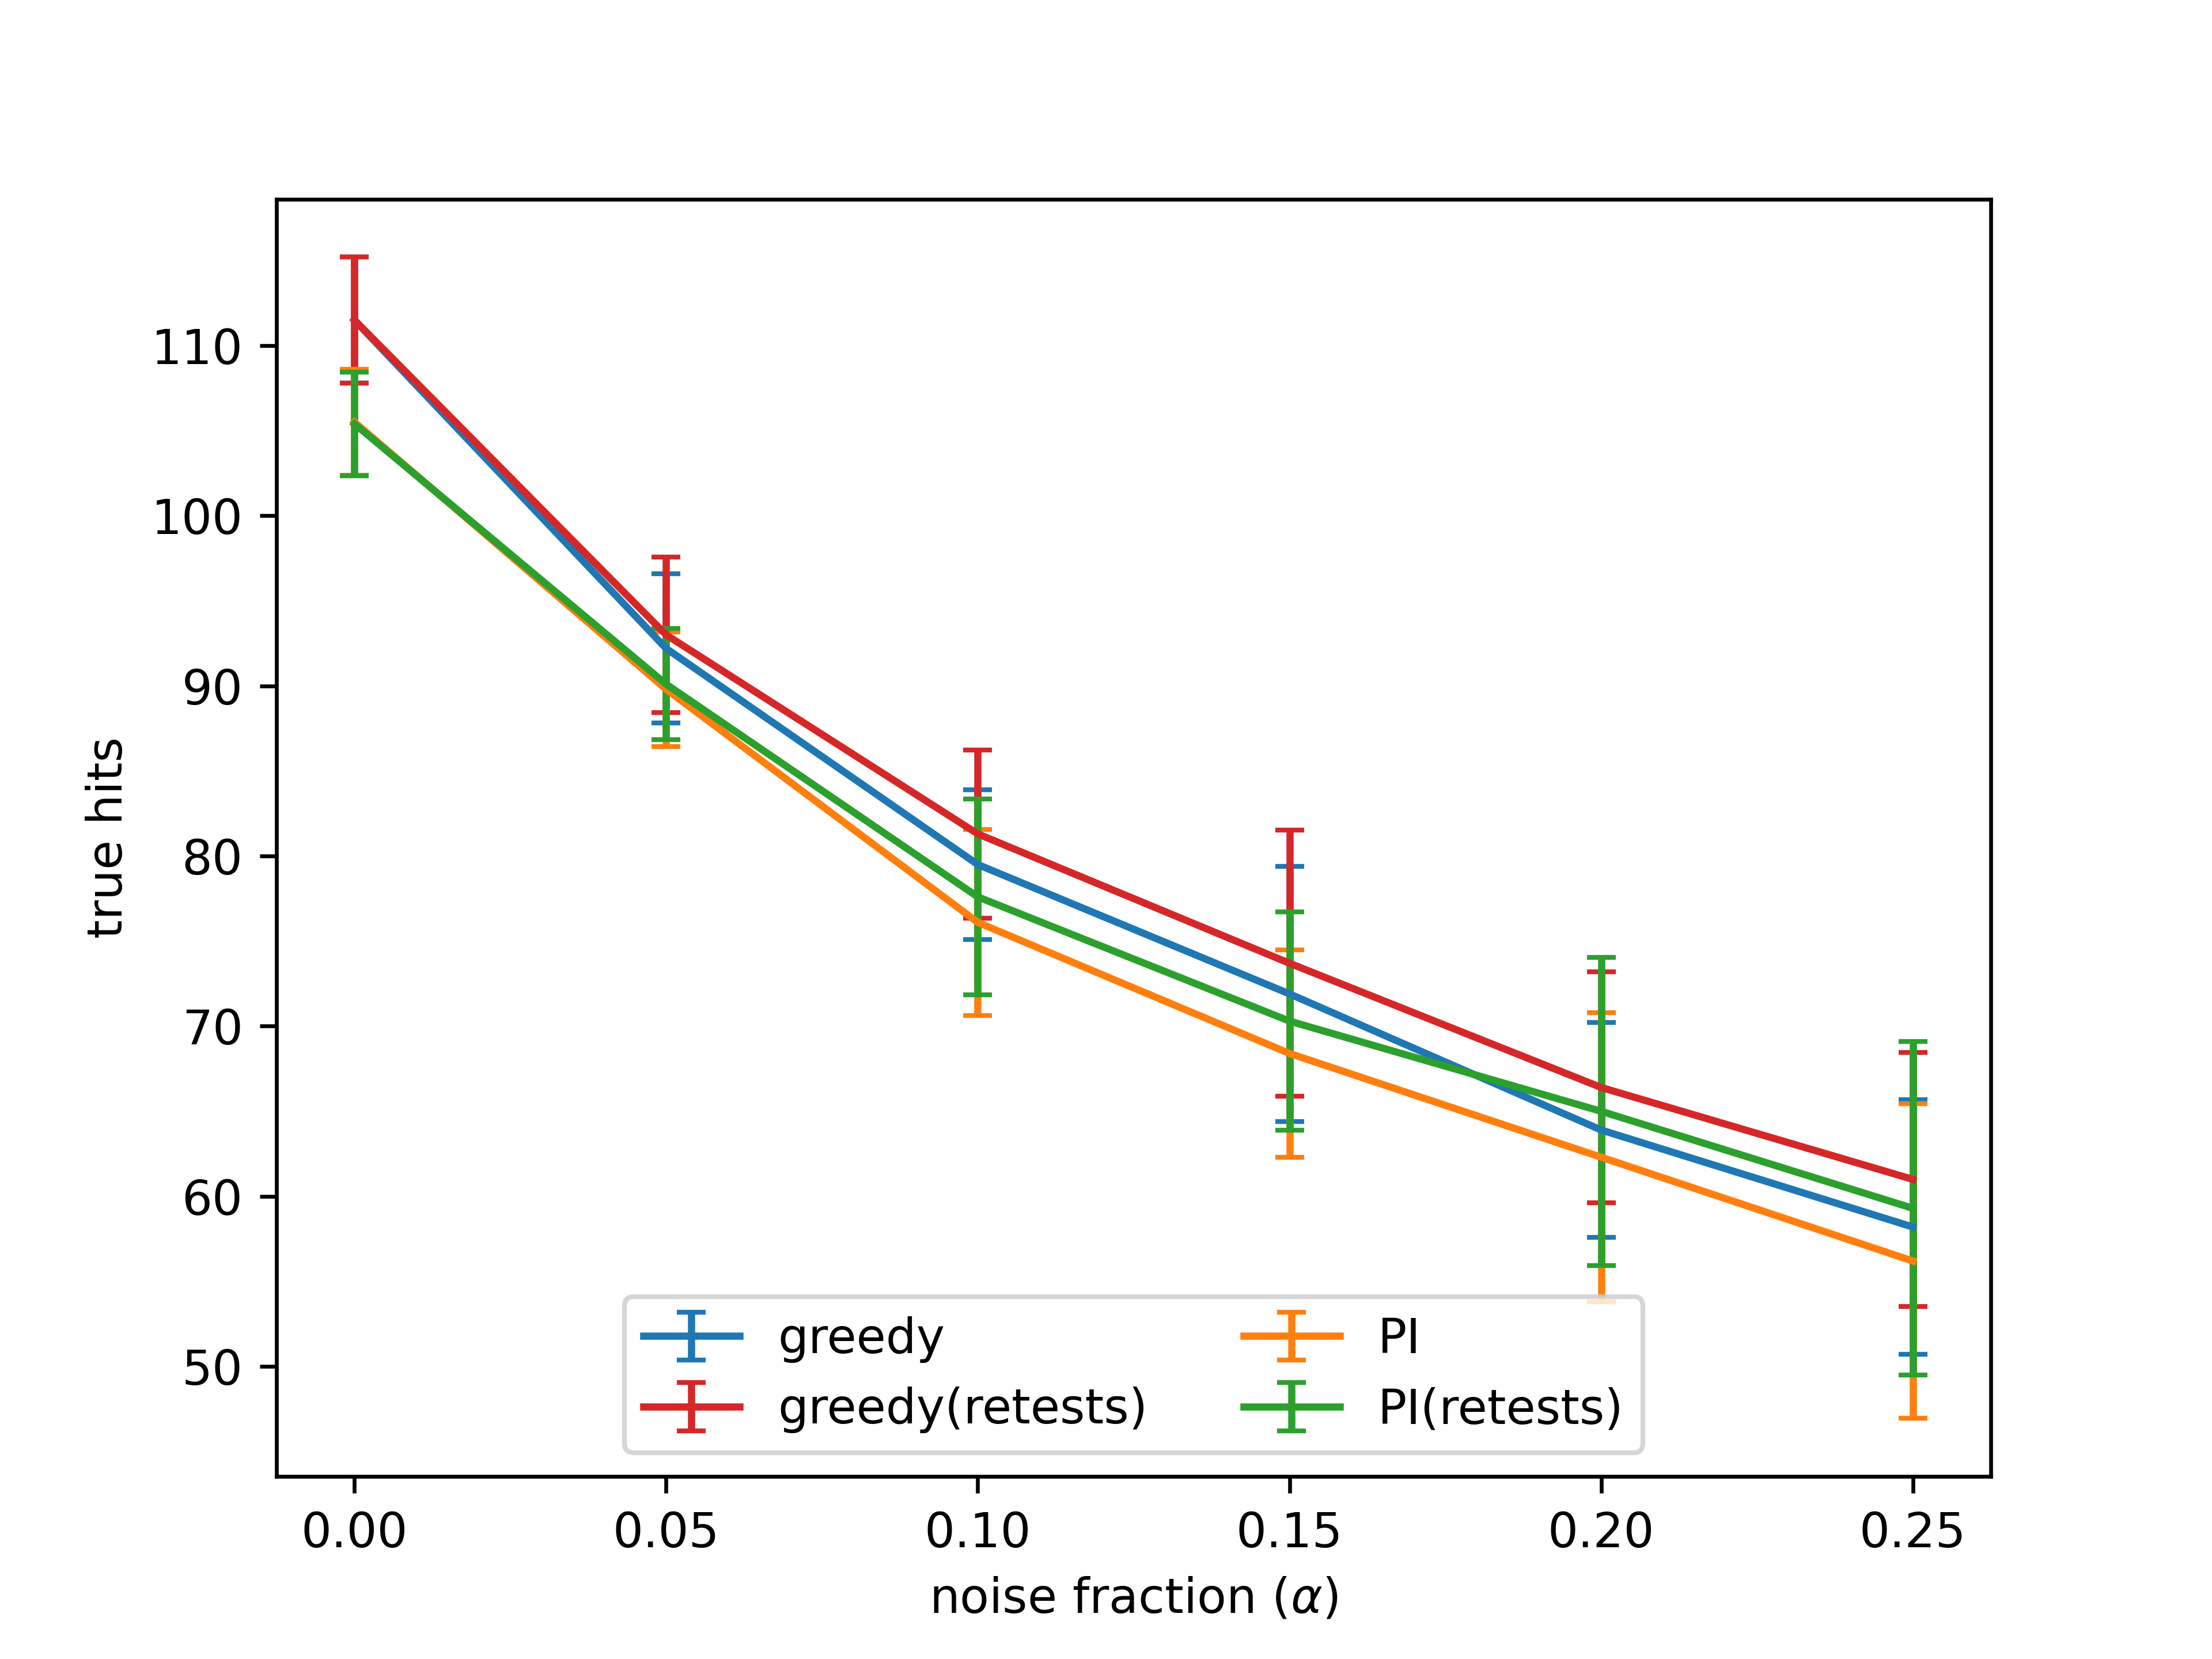 110
100
90
80
70
60
50
true hits
greedy
greedy(retests)
PI
PI(retests)
0.00 0.05 0.10 0.15 0.20 0.25
noise fraction (α)